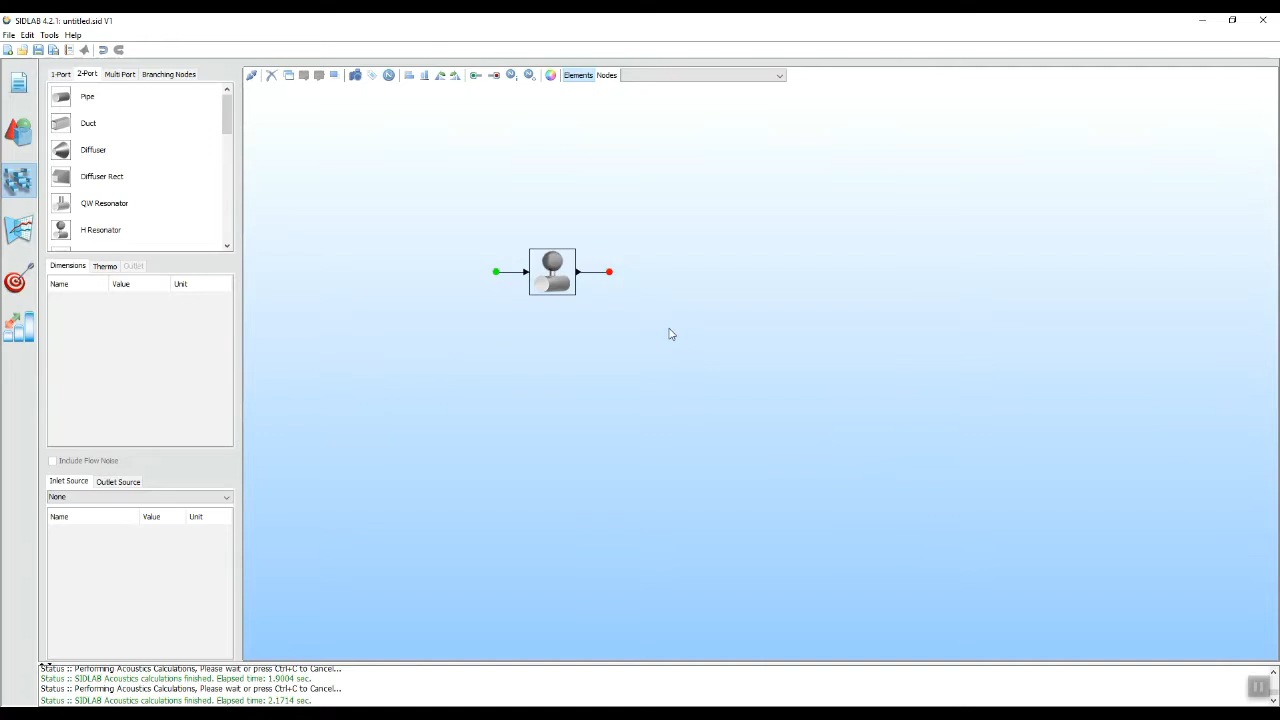 SIDLAB 4.2.1: untitled.sid V1
File Edit Tools Help
1-Port 2-Port Multi Port Branching Nodes
Elements Nodes
Pipe
Duct
Diffuser
Diffuser Rect
QW Resonator
H Resonator
Dimensions Thermo Outlet
Name Value Unit
Include Flow Noise
Inlet Source Outlet Source
None
Name Value Unit
Status :: Performing Acoustics Calculations, Please wait or press Ctrl+C to Cancel...
Status :: SIDLAB Acoustics calculations finished. Elapsed time: 1.9004 sec.
Status :: Performing Acoustics Calculations, Please wait or press Ctrl+C to Cancel...
Status :: SIDLAB Acoustics calculations finished. Elapsed time: 2.1714 sec.